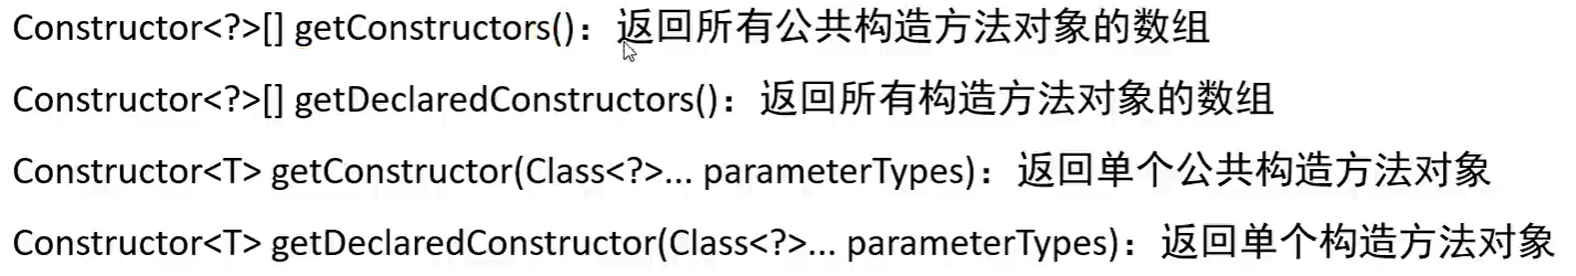 Constructor<?>[] getConstructors()：返回所有公共构造方法对象的数组
Constructor<?>[] getDeclaredConstructors()：返回所有构造方法对象的数组
Constructor<T> getConstructor(Class<?>... parameterTypes)：返回单个公共构造方法对象
Constructor<T> getDeclaredConstructor(Class<?>... parameterTypes)：返回单个构造方法对象